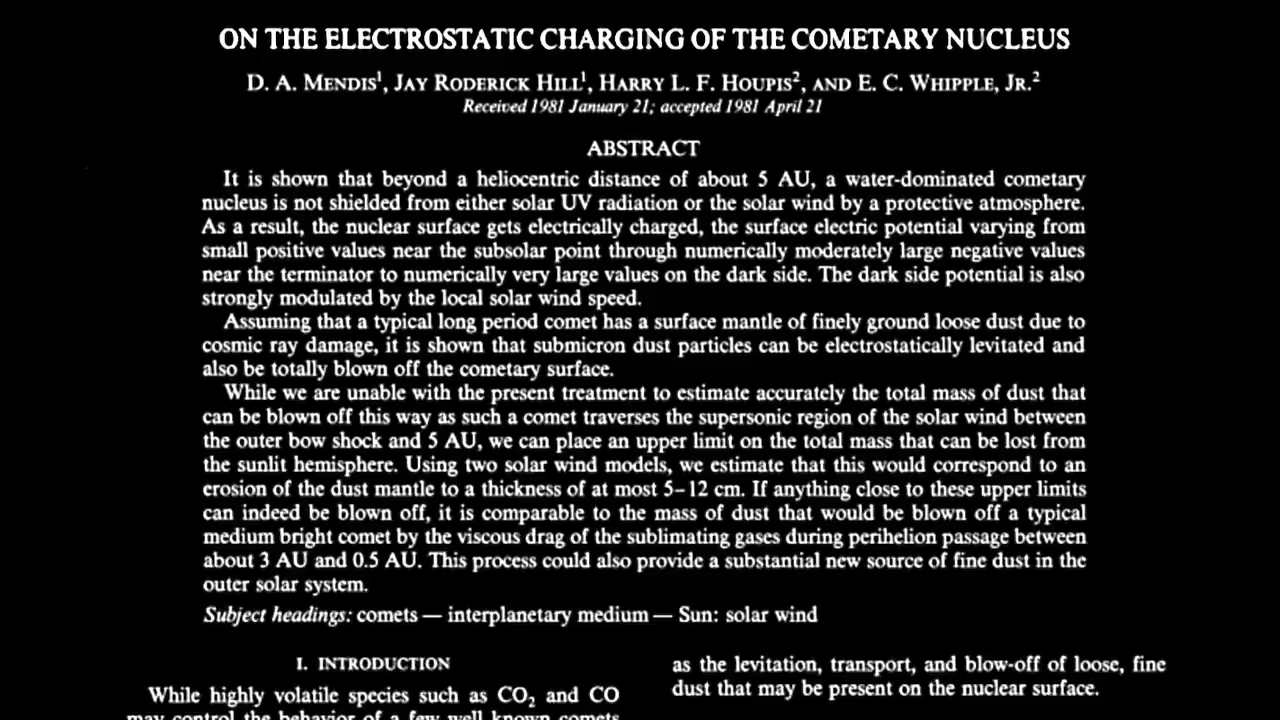 ON THE ELECTROSTATIC CHARGING OF THE COMETARY NUCLEUS
D. A. MENDIS¹, JAY RODERICK HILL¹, HARRY L. F. HOUPIS², AND E. C. WHIPPLE, JR.²
Received 1981 January 21; accepted 1981 April 21
ABSTRACT
It is shown that beyond a heliocentric distance of about 5 AU, a water-dominated cometary
nucleus is not shielded from either solar UV radiation or the solar wind by a protective atmosphere.
As a result, the nuclear surface gets electrically charged, the surface electric potential varying from
small positive values near the subsolar point through numerically moderately large negative values
near the terminator to numerically very large values on the dark side. The dark side potential is also
strongly modulated by the local solar wind speed.
Assuming that a typical long period comet has a surface mantle of finely ground loose dust due to
cosmic ray damage, it is shown that submicron dust particles can be electrostatically levitated and
also be totally blown off the cometary surface.
While we are unable with the present treatment to estimate accurately the total mass of dust that
can be blown off this way as such a comet traverses the supersonic region of the solar wind between
the outer bow shock and 5 AU, we can place an upper limit on the total mass that can be lost from
the sunlit hemisphere. Using two solar wind models, we estimate that this would correspond to an
erosion of the dust mantle to a thickness of at most 5–12 cm. If anything close to these upper limits
can indeed be blown off, it is comparable to the mass of dust that would be blown off a typical
medium bright comet by the viscous drag of the sublimating gases during perihelion passage between
about 3 AU and 0.5 AU. This process could also provide a substantial new source of fine dust in the
outer solar system.
Subject headings: comets — interplanetary medium — Sun: solar wind
I. INTRODUCTION
While highly volatile species such as CO₂ and CO
may control the behavior of a few well known comets
as the levitation, transport, and blow-off of loose, fine
dust that may be present on the nuclear surface.